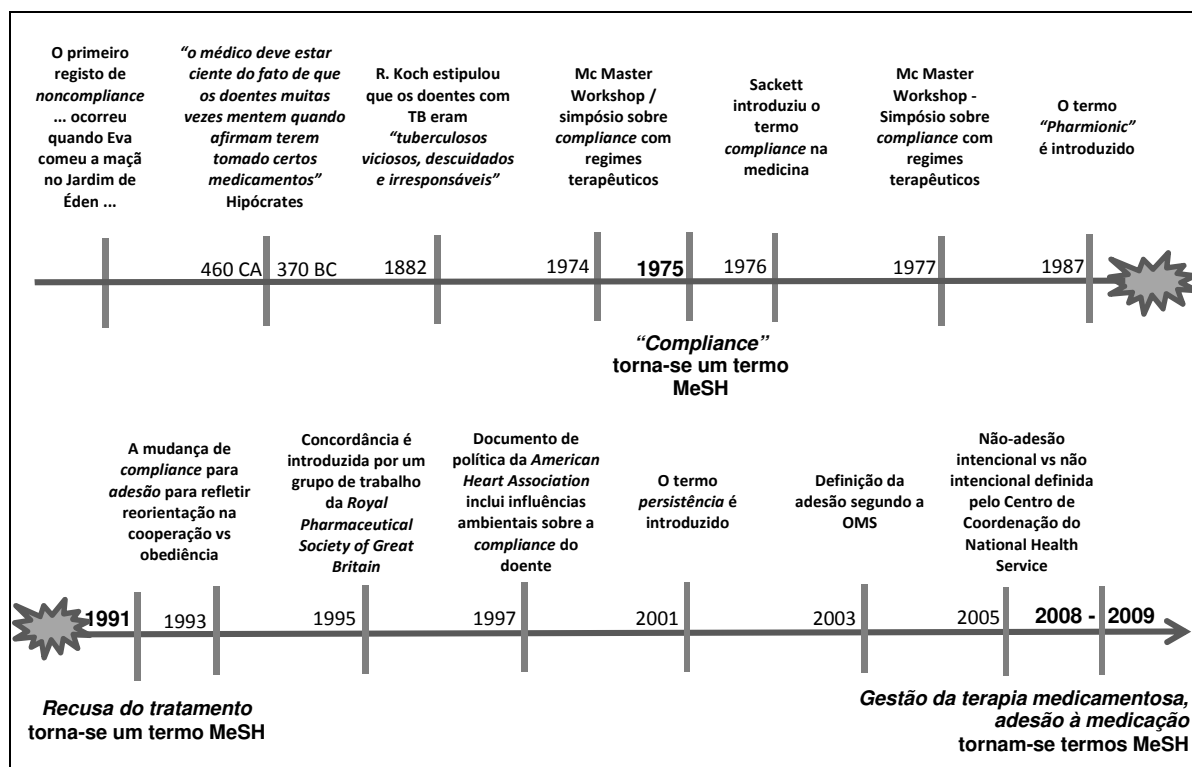 O primeiro
registo de
noncompliance
... ocorreu
quando Eva
comeu a maçã
no Jardim de
Éden ...
“o médico deve estar
ciente do fato de que
os doentes muitas
vezes mentem quando
afirmam terem
tomado certos
medicamentos”
Hipócrates
R. Koch estipulou
que os doentes com
TB eram
“tuberculosos
viciosos, descuidados
e irresponsáveis”
Mc Master
Workshop /
simpósio sobre
compliance com
regimes
terapêuticos
Sackett
introduziu o
termo
compliance na
medicina
Mc Master
Workshop -
Simpósio sobre
compliance com
regimes
terapêuticos
O termo
“Pharmionic”
é introduzido
460 CA 370 BC 1882 1974 1975 1976 1977 1987
“Compliance”
torna-se um termo
MeSH
A mudança de
compliance para
adesão para refletir
reorientação na
cooperação vs
obediência
Concordância é
introduzida por um
grupo de trabalho
da Royal
Pharmaceutical
Society of Great
Britain
Documento de
política da American
Heart Association
inclui influências
ambientais sobre a
compliance do
doente
O termo
persistência é
introduzido
Definição da
adesão segundo a
OMS
Não-adesão
intencional vs não
intencional definida
pelo Centro de
Coordenação do
National Health
Service
1991 1993 1995 1997 2001 2003 2005 2008 - 2009
Recusa do tratamento
torna-se um termo MeSH
Gestão da terapia medicamentosa,
adesão à medicação
tornam-se termos MeSH